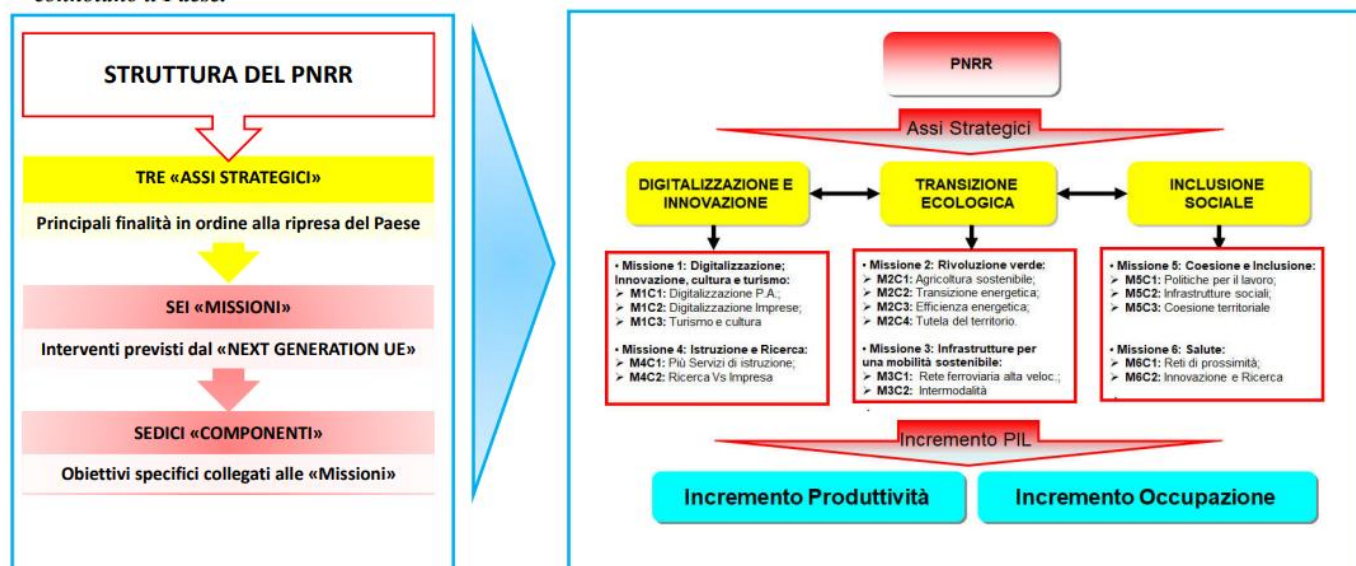 connotano il Paese.
STRUTTURA DEL PNRR
TRE «ASSI STRATEGICI»
Principali finalità in ordine alla ripresa del Paese
SEI «MISSIONI»
Interventi previsti dal «NEXT GENERATION UE»
SEDICI «COMPONENTI»
Obiettivi specifici collegati alle «Missioni»
PNRR
Assi Strategici
DIGITALIZZAZIONE E
INNOVAZIONE
TRANSIZIONE
ECOLOGICA
INCLUSIONE
SOCIALE
• Missione 1: Digitalizzazione;
Innovazione, cultura e turismo:
➢ M1C1: Digitalizzazione P.A.;
➢ M1C2: Digitalizzazione Imprese;
➢ M1C3: Turismo e cultura
• Missione 4: Istruzione e Ricerca:
➢ M4C1: Più Servizi di istruzione;
➢ M4C2: Ricerca Vs Impresa
• Missione 2: Rivoluzione verde:
➢ M2C1: Agricoltura sostenibile;
➢ M2C2: Transizione energetica;
➢ M2C3: Efficienza energetica;
➢ M2C4: Tutela del territorio.
• Missione 3: Infrastrutture per
una mobilità sostenibile:
➢ M3C1: Rete ferroviaria alta veloc.;
➢ M3C2: Intermodalità
.
• Missione 5: Coesione e Inclusione:
➢ M5C1: Politiche per il lavoro;
➢ M5C2: Infrastrutture sociali;
➢ M5C3: Coesione territoriale
• Missione 6: Salute:
➢ M6C1: Reti di prossimità;
➢ M6C2: Innovazione e Ricerca
.
Incremento PIL
Incremento Produttività
Incremento Occupazione